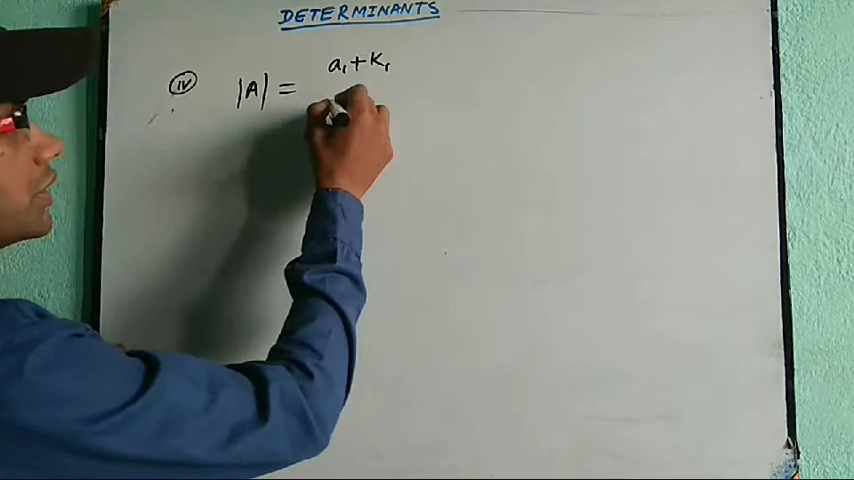 DETERMINANTS
(iv) |A| = a₁+K₁